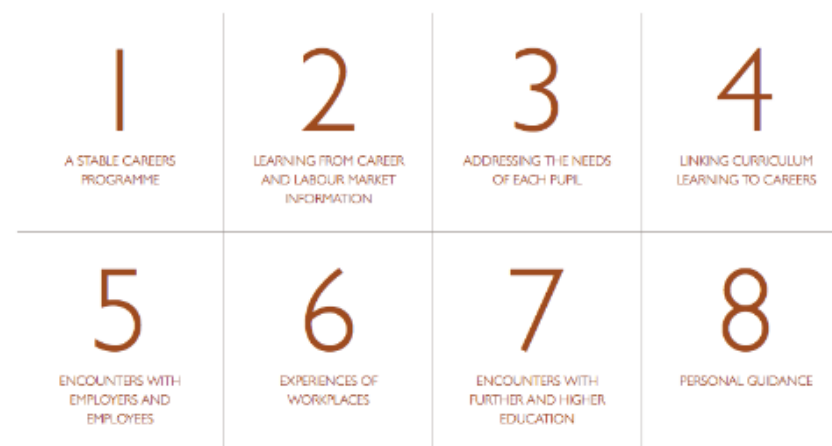 1
A STABLE CAREERS
PROGRAMME
2
LEARNING FROM CAREER
AND LABOUR MARKET
INFORMATION
3
ADDRESSING THE NEEDS
OF EACH PUPIL
4
LINKING CURRICULUM
LEARNING TO CAREERS
5
ENCOUNTERS WITH
EMPLOYERS AND
EMPLOYEES
6
EXPERIENCES OF
WORKPLACES
7
ENCOUNTERS WITH
FURTHER AND HIGHER
EDUCATION
8
PERSONAL GUIDANCE